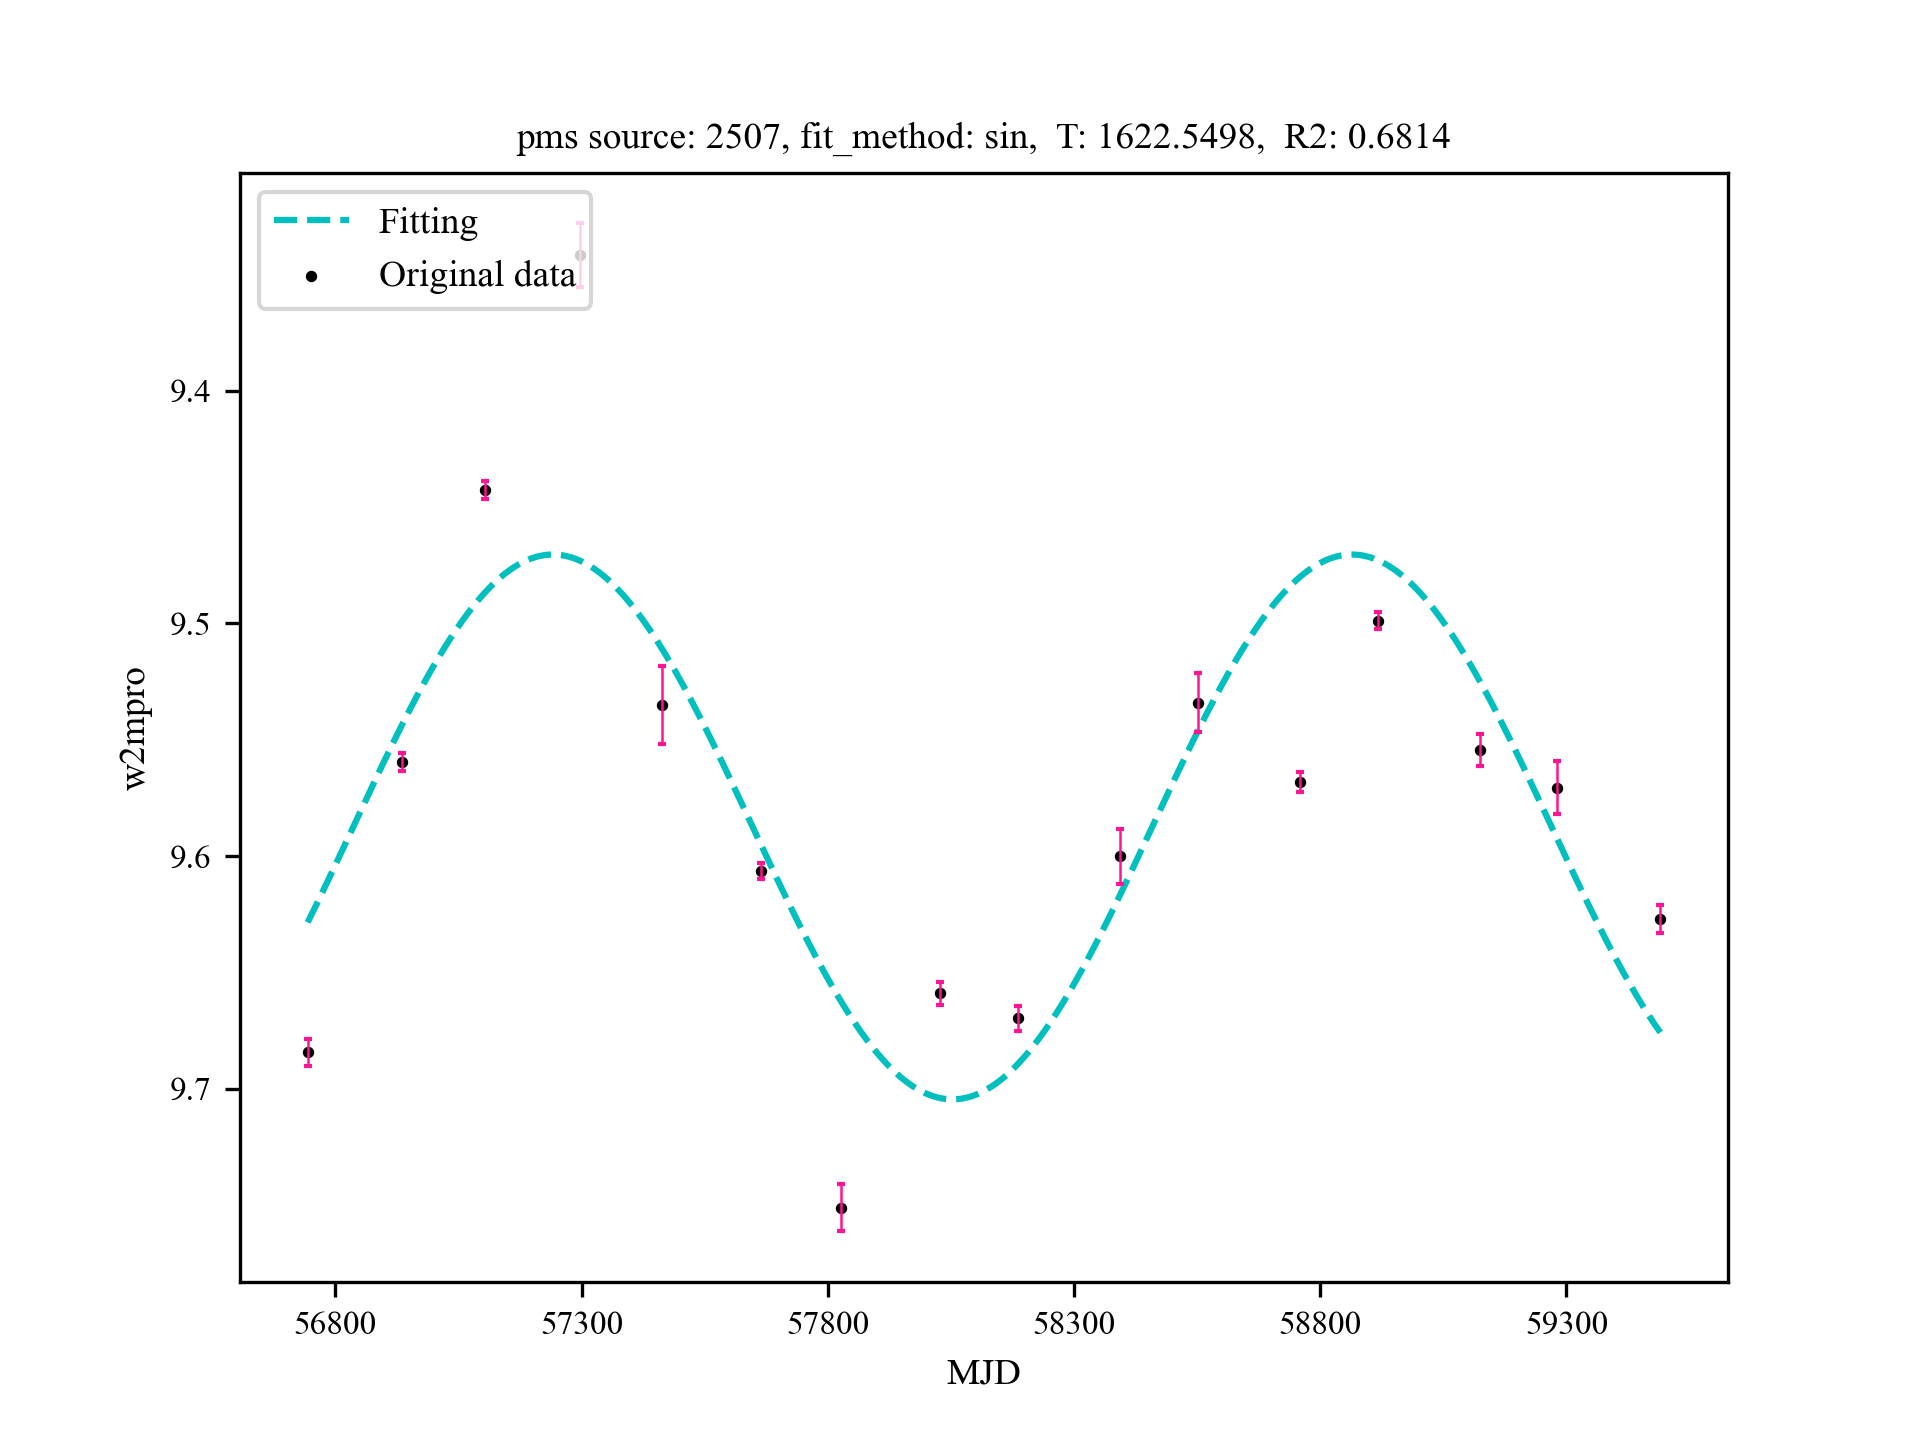 pms source: 2507, fit_method: sin,  T: 1622.5498,  R2: 0.6814
Fitting
Original data
9.4
9.5
9.6
9.7
w2mpro
56800 57300 57800 58300 58800 59300
MJD